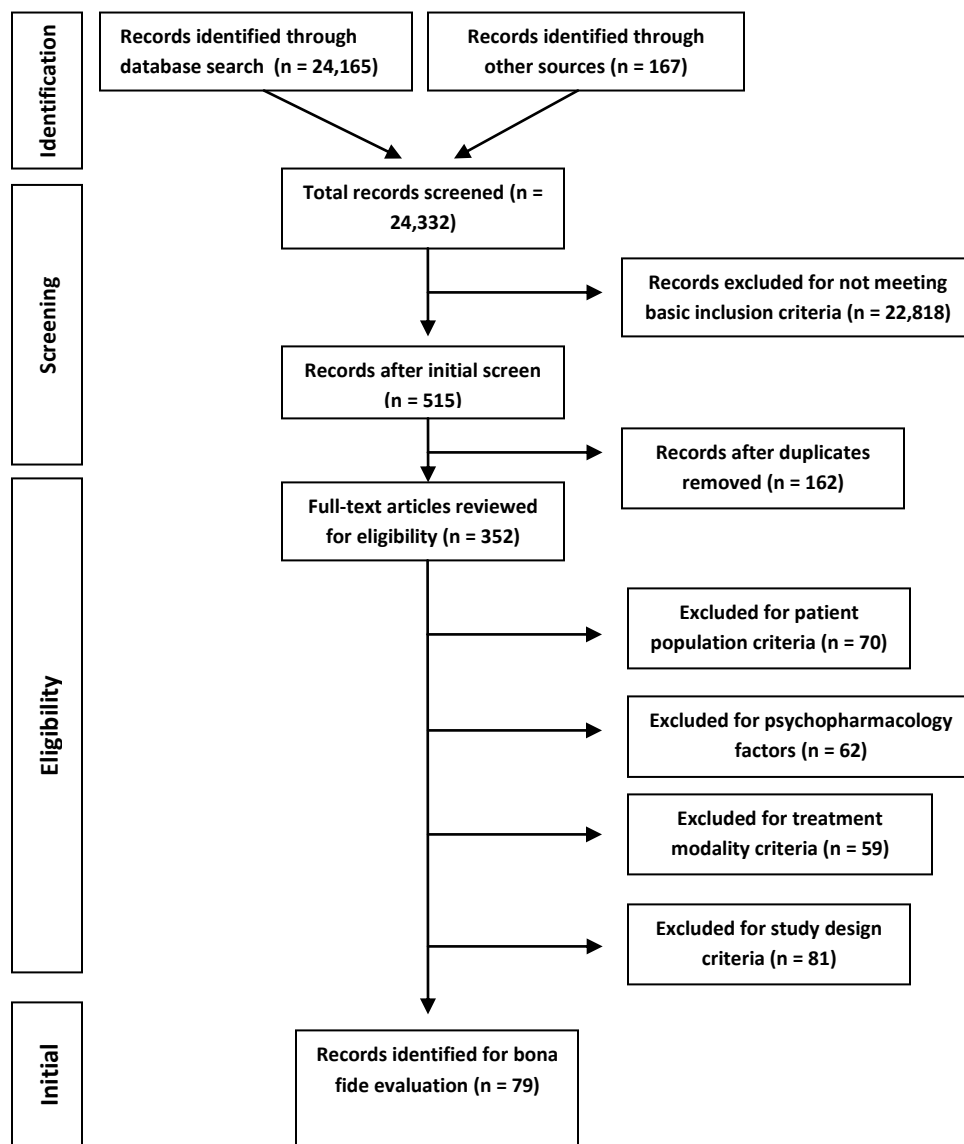 Identification
Records identified through
database search (n = 24,165)
Records identified through
other sources (n = 167)
Screening
Total records screened (n =
24,332)
Records excluded for not meeting
basic inclusion criteria (n = 22,818)
Records after initial screen
(n = 515)
Records after duplicates
removed (n = 162)
Eligibility
Full-text articles reviewed
for eligibility (n = 352)
Excluded for patient
population criteria (n = 70)
Excluded for psychopharmacology
factors (n = 62)
Excluded for treatment
modality criteria (n = 59)
Excluded for study design
criteria (n = 81)
Initial
Records identified for bona
fide evaluation (n = 79)